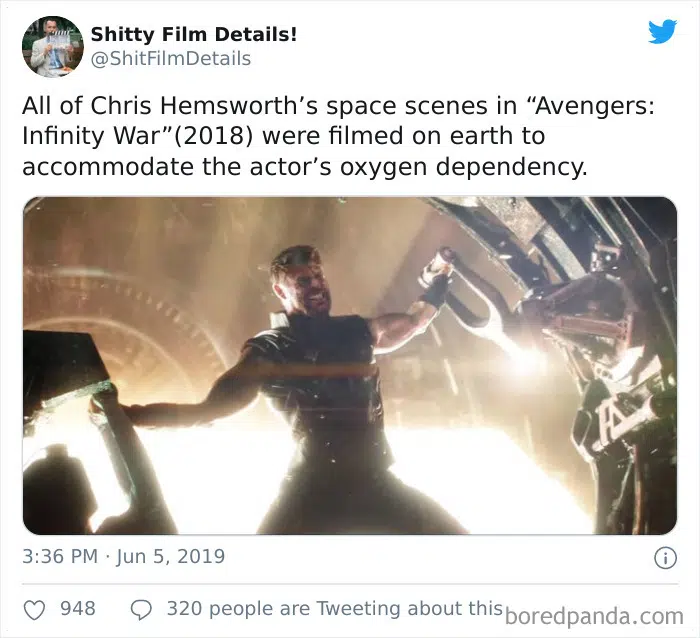 Shitty Film Details!
@ShitFilmDetails
All of Chris Hemsworth’s space scenes in “Avengers:
Infinity War”(2018) were filmed on earth to
accommodate the actor’s oxygen dependency.
3:36 PM · Jun 5, 2019
948 320 people are Tweeting about this
boredpanda.com